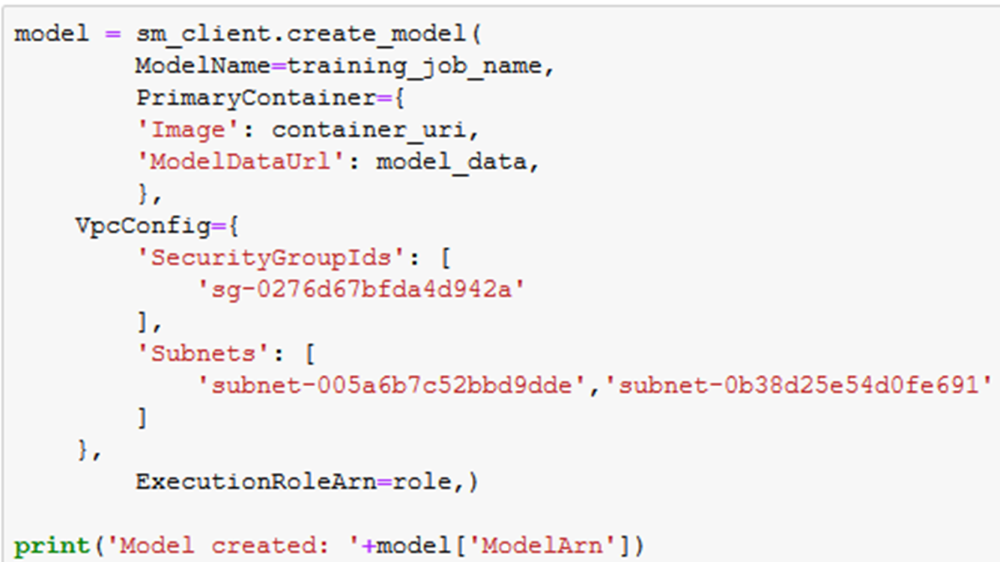 model = sm_client.create_model(
        ModelName=training_job_name,
        PrimaryContainer={
        'Image': container_uri,
        'ModelDataUrl': model_data,
        },
    VpcConfig={
        'SecurityGroupIds': [
            'sg-0276d67bfda4d942a'
        ],
        'Subnets': [
            'subnet-005a6b7c52bbd9dde','subnet-0b38d25e54d0fe691'
        ]
    },
        ExecutionRoleArn=role,)
print('Model created: '+model['ModelArn'])